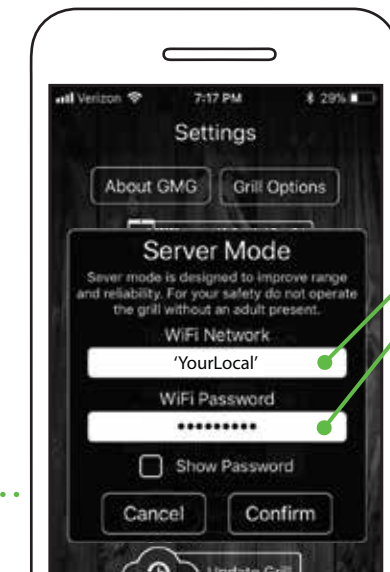 Verizon 7:17 PM 29%
Settings
About GMG Grill Options
Server Mode
Sever mode is designed to improve range
and reliability. For your safety do not operate
the grill without an adult present.
WiFi Network
'YourLocal'
WiFi Password
•••••••••
Show Password
Cancel Confirm
Update Grill